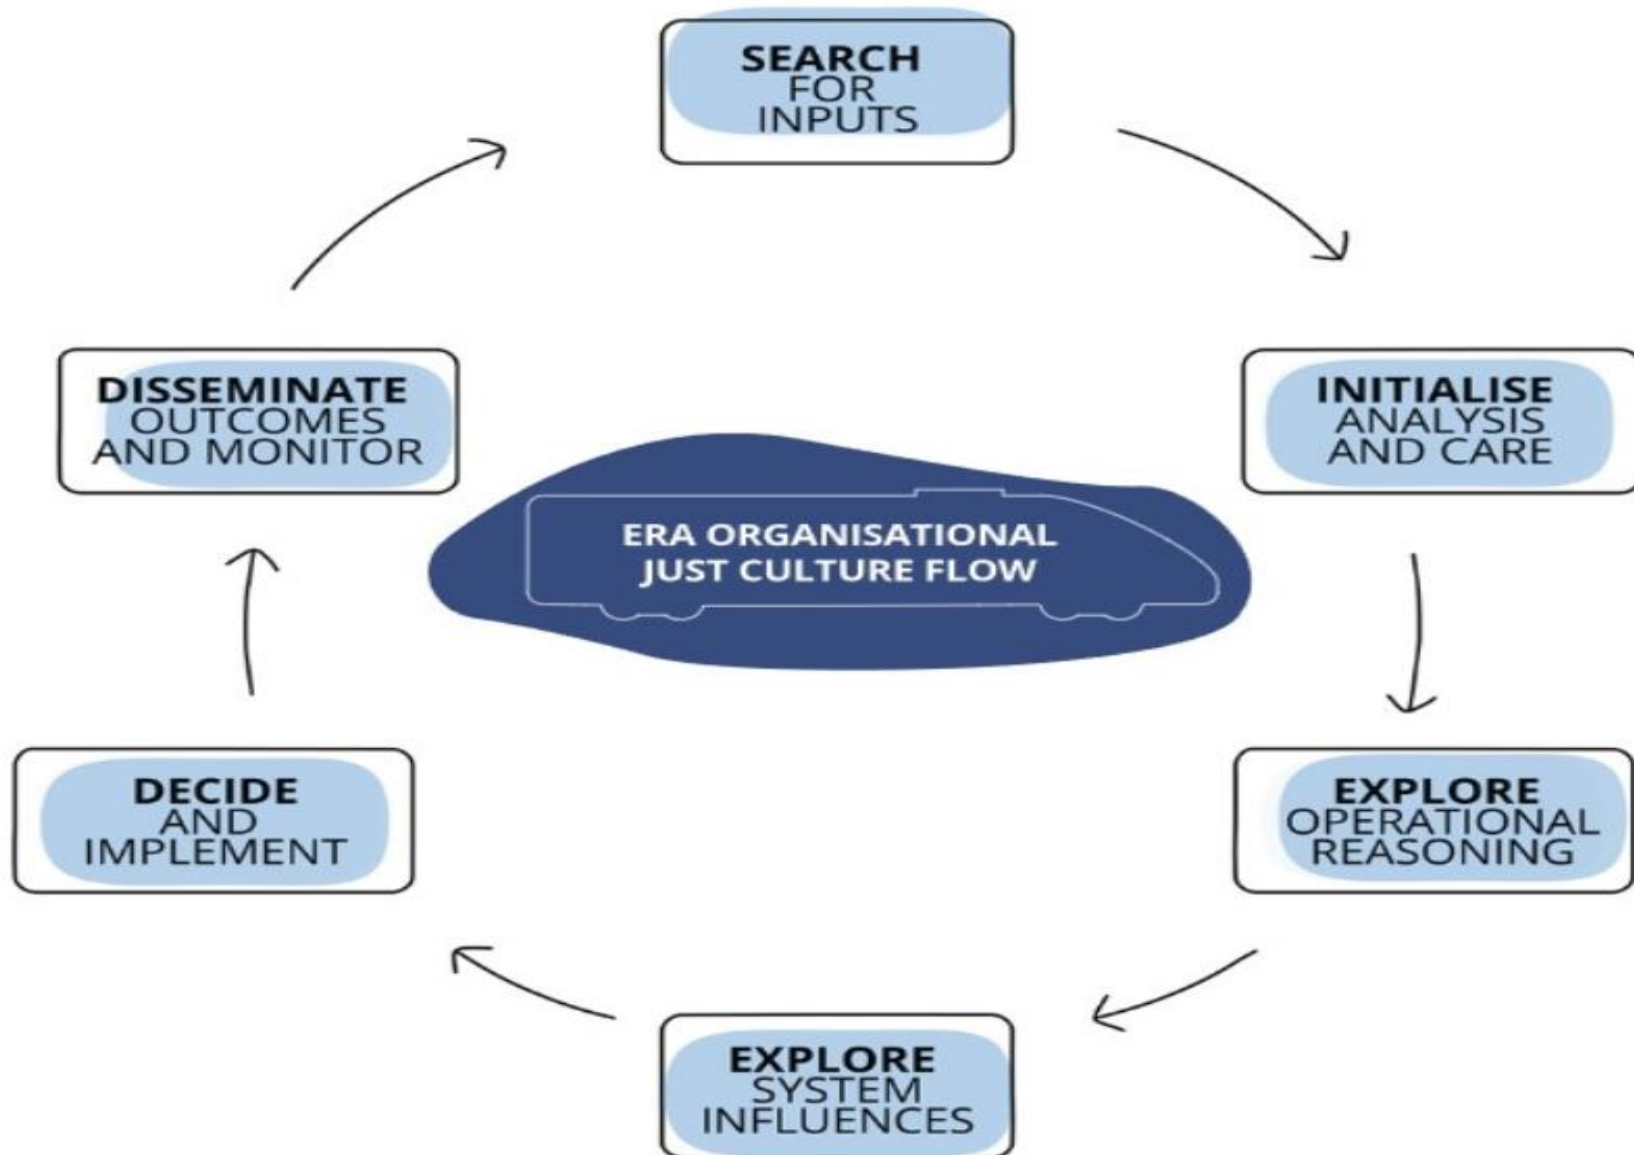 SEARCH
FOR
INPUTS
INITIALISE
ANALYSIS
AND CARE
EXPLORE
OPERATIONAL
REASONING
EXPLORE
SYSTEM
INFLUENCES
DECIDE
AND
IMPLEMENT
DISSEMINATE
OUTCOMES
AND MONITOR
ERA ORGANISATIONAL
JUST CULTURE FLOW